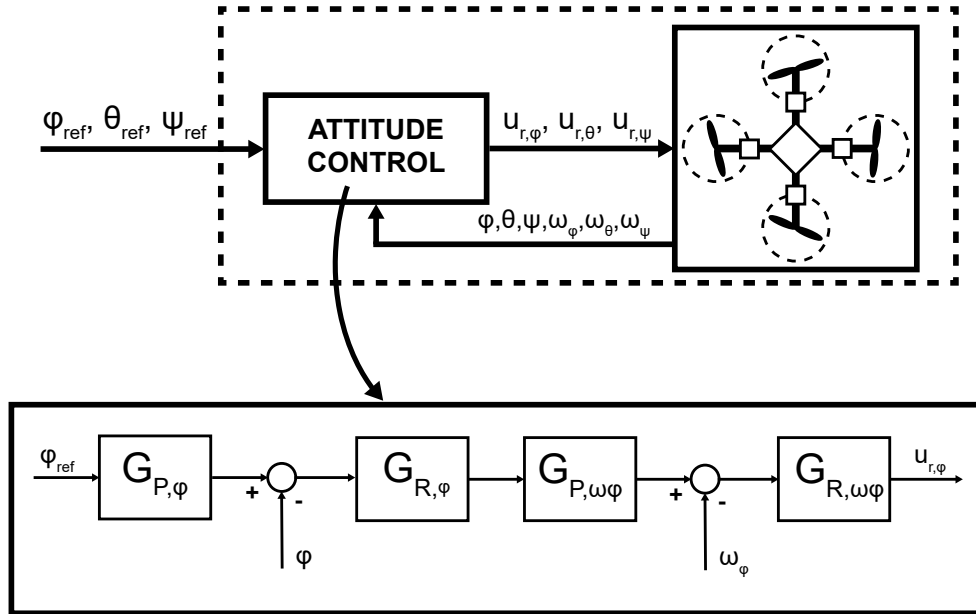 φref, θref, ψref
ATTITUDE
CONTROL
ur,φ, ur,θ, ur,ψ
φ,θ,ψ,ωφ,ωθ,ωψ
φref
GP,φ
+
-
φ
GR,φ
GP,ωφ
+
-
ωφ
GR,ωφ
ur,φ